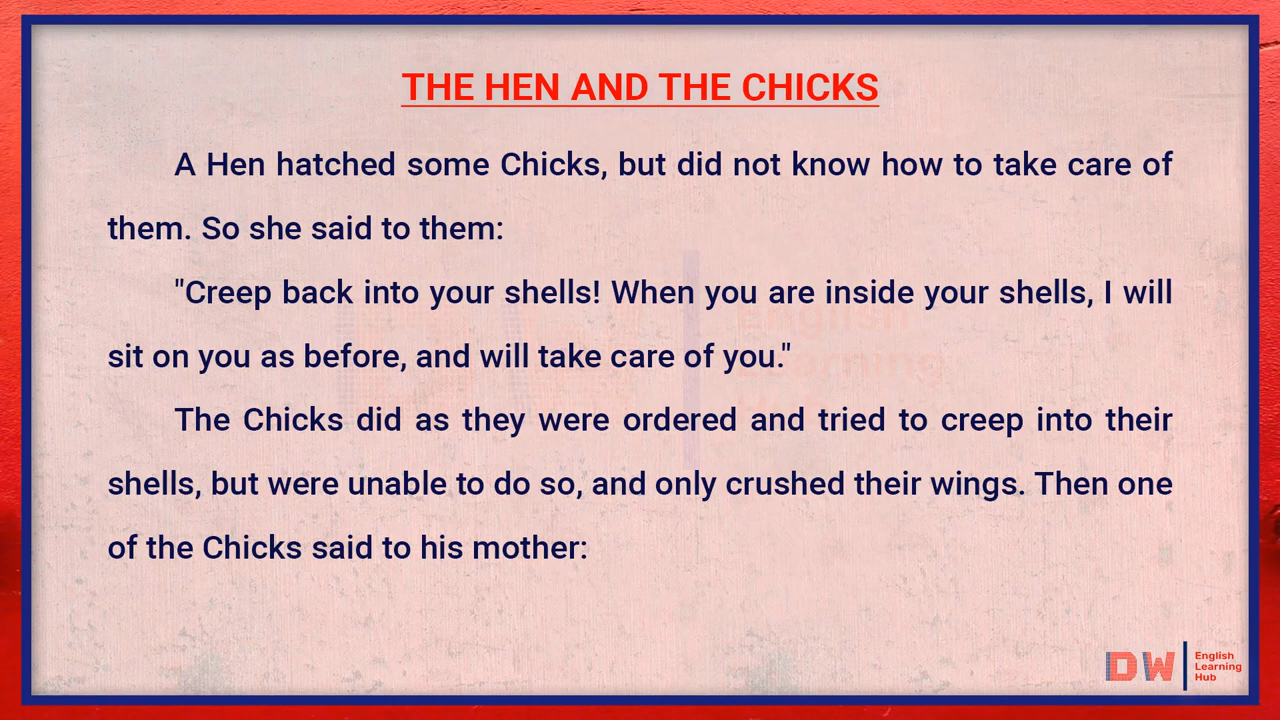 THE HEN AND THE CHICKS
A Hen hatched some Chicks, but did not know how to take care of
them. So she said to them:
"Creep back into your shells! When you are inside your shells, I will
sit on you as before, and will take care of you."
The Chicks did as they were ordered and tried to creep into their
shells, but were unable to do so, and only crushed their wings. Then one
of the Chicks said to his mother:
DW
English
Learning
Hub